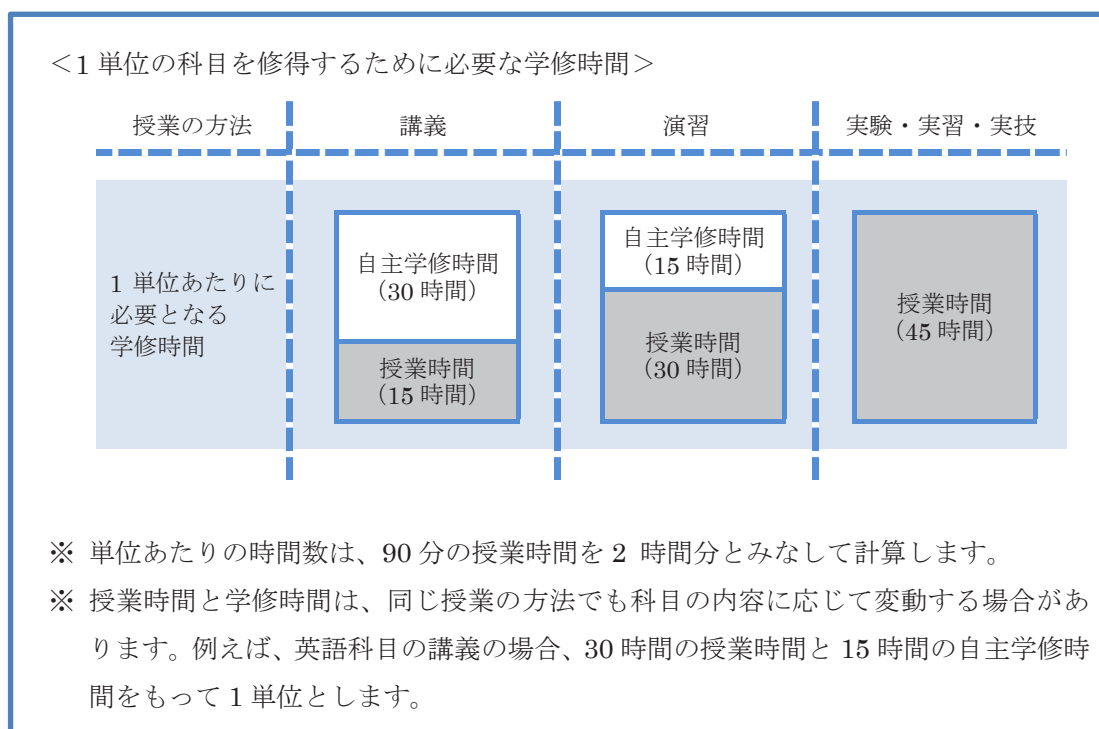 ＜1 単位の科目を修得するために必要な学修時間＞
授業の方法
講義
演習
実験・実習・実技
1 単位あたりに
必要となる
学修時間
自主学修時間
（30 時間）
授業時間
（15 時間）
自主学修時間
（15 時間）
授業時間
（30 時間）
授業時間
（45 時間）
※ 単位あたりの時間数は、90 分の授業時間を 2 時間分とみなして計算します。
※ 授業時間と学修時間は、同じ授業の方法でも科目の内容に応じて変動する場合があ
ります。例えば、英語科目の講義の場合、30 時間の授業時間と 15 時間の自主学修時
間をもって 1 単位とします。